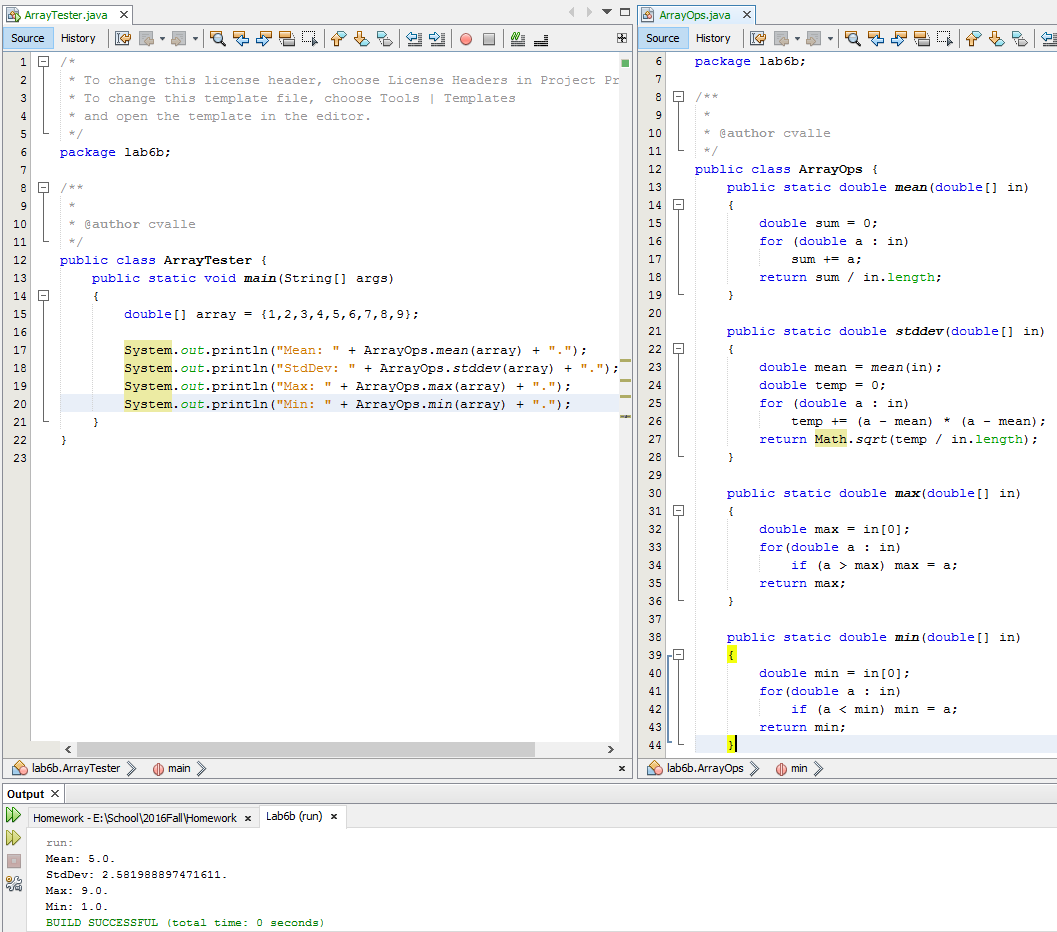 ArrayTester.java
Source History
1 /*
2 * To change this license header, choose License Headers in Project Pr
3 * To change this template file, choose Tools | Templates
4 * and open the template in the editor.
5 */
6 package lab6b;
7
8 /**
9 *
10 * @author cvalle
11 */
12 public class ArrayTester {
13 public static void main(String[] args)
14 {
15 double[] array = {1,2,3,4,5,6,7,8,9};
16
17 System.out.println("Mean: " + ArrayOps.mean(array) + ".");
18 System.out.println("StdDev: " + ArrayOps.stddev(array) + ".");
19 System.out.println("Max: " + ArrayOps.max(array) + ".");
20 System.out.println("Min: " + ArrayOps.min(array) + ".");
21 }
22 }
23
lab6b.ArrayTester main
ArrayOps.java
Source History
6 package lab6b;
7
8 /**
9 *
10 * @author cvalle
11 */
12 public class ArrayOps {
13 public static double mean(double[] in)
14 {
15 double sum = 0;
16 for (double a : in)
17 sum += a;
18 return sum / in.length;
19 }
20
21 public static double stddev(double[] in)
22 {
23 double mean = mean(in);
24 double temp = 0;
25 for (double a : in)
26 temp += (a - mean) * (a - mean);
27 return Math.sqrt(temp / in.length);
28 }
29
30 public static double max(double[] in)
31 {
32 double max = in[0];
33 for(double a : in)
34 if (a > max) max = a;
35 return max;
36 }
37
38 public static double min(double[] in)
39 {
40 double min = in[0];
41 for(double a : in)
42 if (a < min) min = a;
43 return min;
44 }
lab6b.ArrayOps min
Output
Homework - E:\School\2016Fall\Homework Lab6b (run)
run:
Mean: 5.0.
StdDev: 2.581988897471611.
Max: 9.0.
Min: 1.0.
BUILD SUCCESSFUL (total time: 0 seconds)